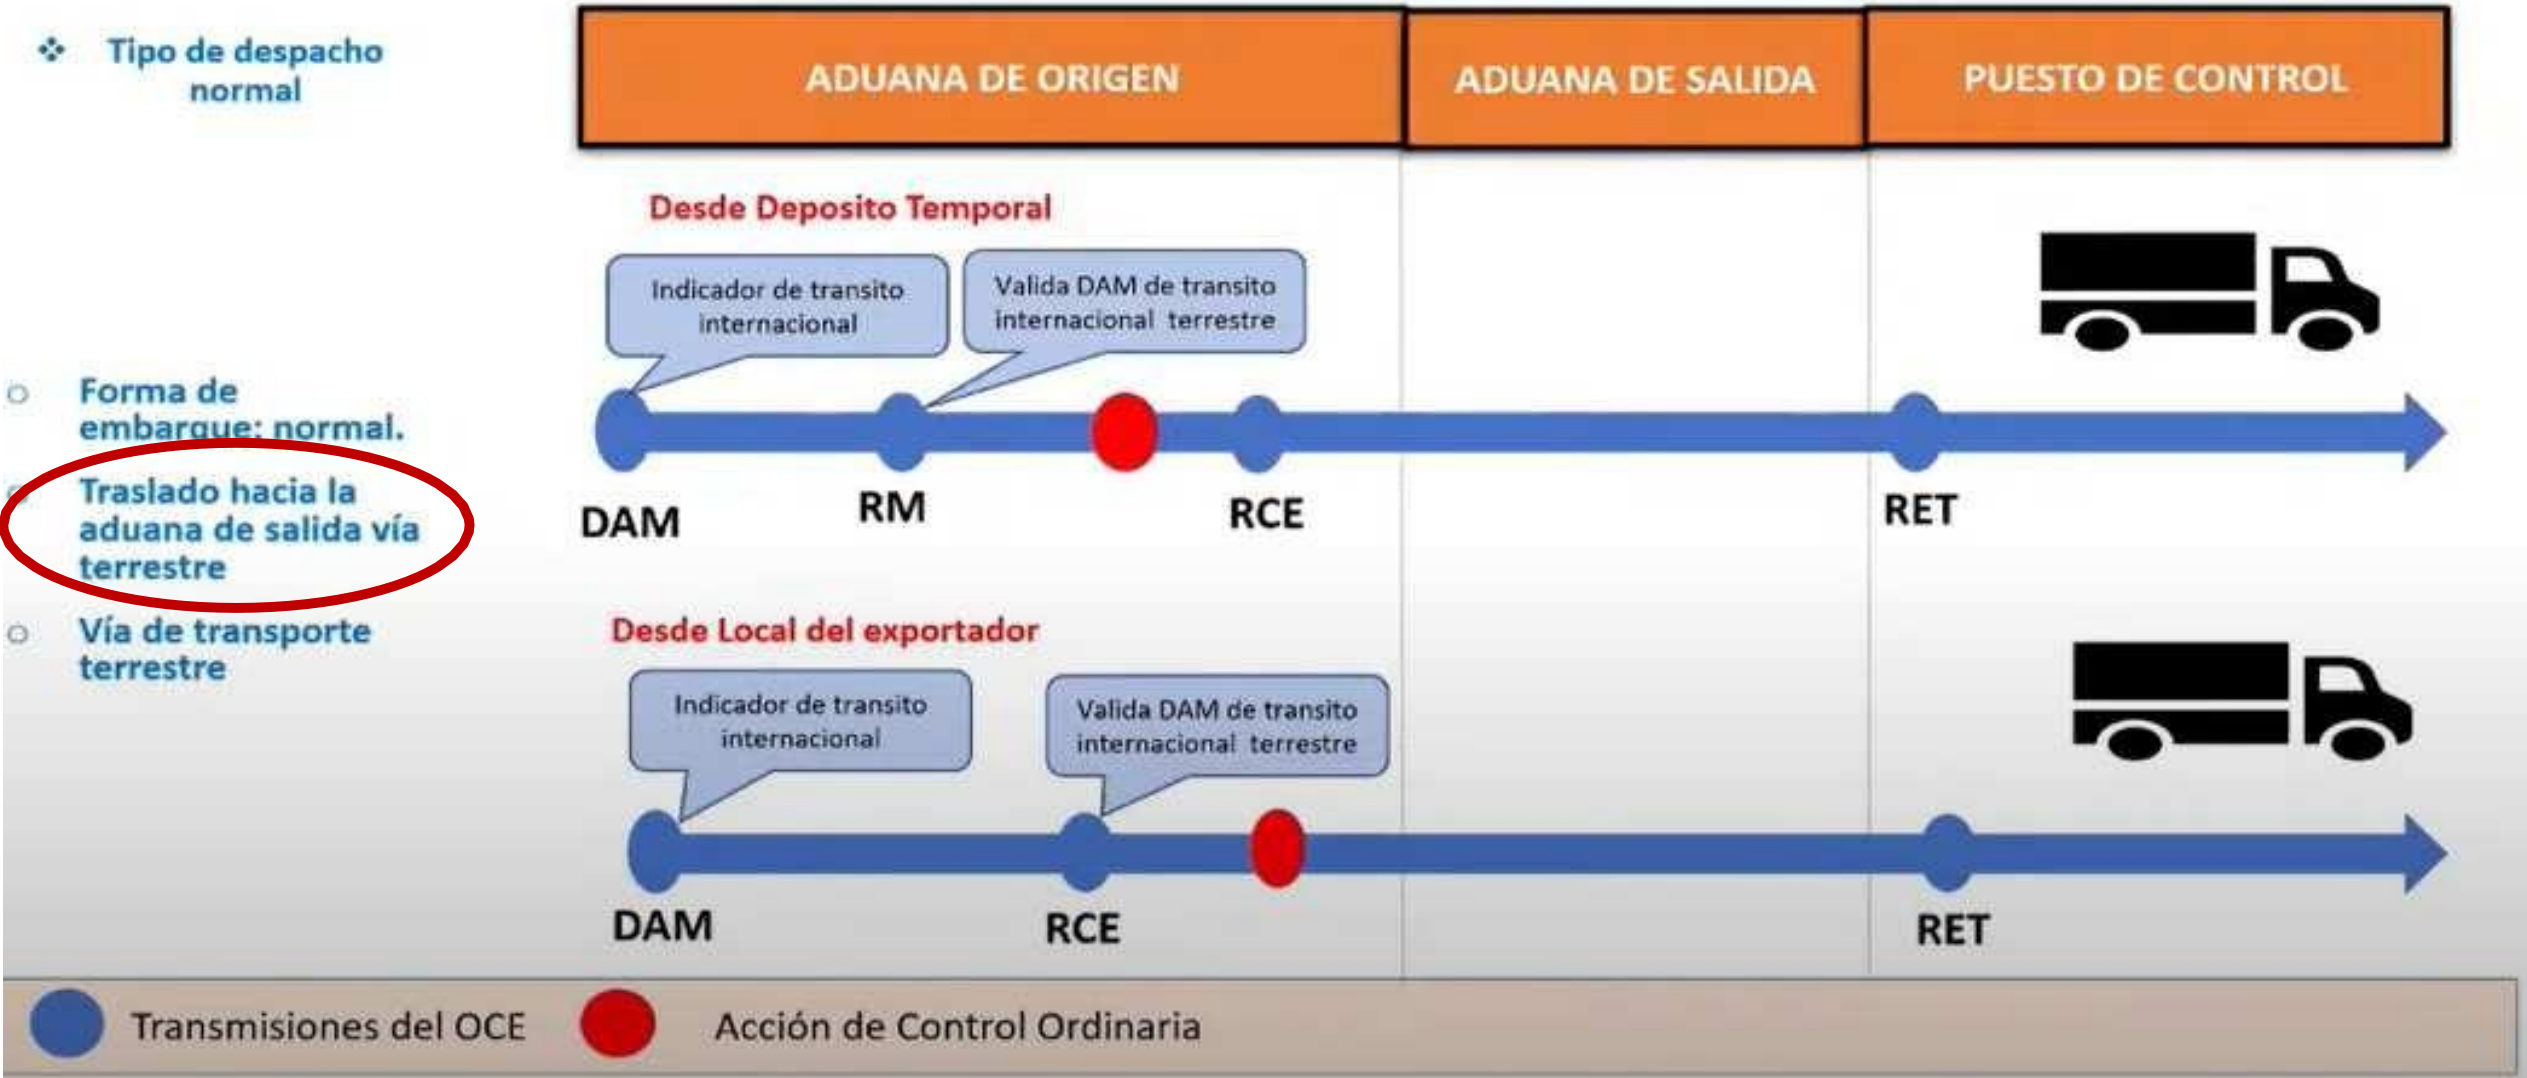 ❖ Tipo de despacho
normal
ADUANA DE ORIGEN
ADUANA DE SALIDA
PUESTO DE CONTROL
Desde Deposito Temporal
Indicador de transito
internacional
Valida DAM de transito
internacional terrestre
○ Forma de
embarque: normal.
○ Traslado hacia la
aduana de salida vía
terrestre
○ Vía de transporte
terrestre
DAM
RM
RCE
RET
Desde Local del exportador
Indicador de transito
internacional
Valida DAM de transito
internacional terrestre
DAM
RCE
RET
Transmisiones del OCE
Acción de Control Ordinaria